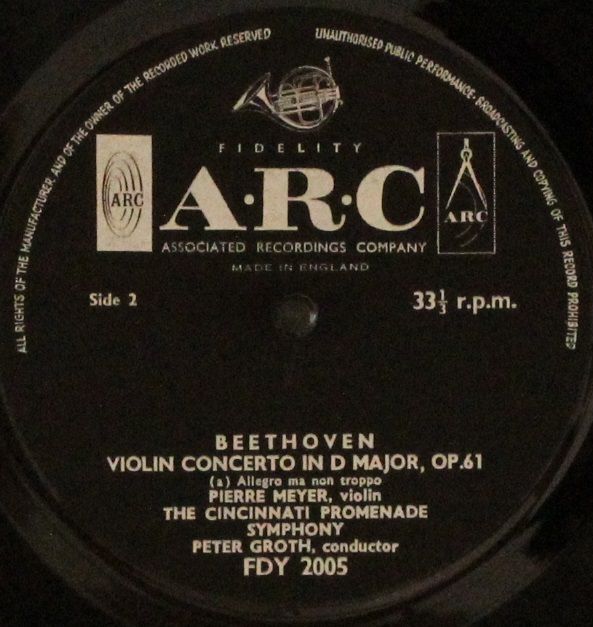 ALL RIGHTS OF THE MANUFACTURER AND OF THE OWNER OF THE RECORDED WORK RESERVED
UNAUTHORISED PUBLIC PERFORMANCE · BROADCASTING AND COPYING OF THIS RECORD PROHIBITED
FIDELITY
ARC
A·R·C
ARC
ASSOCIATED RECORDINGS COMPANY
MADE IN ENGLAND
Side 2
33⅓ r.p.m.
BEETHOVEN
VIOLIN CONCERTO IN D MAJOR, OP.61
(a) Allegro ma non troppo
PIERRE MEYER, violin
THE CINCINNATI PROMENADE
SYMPHONY
PETER GROTH, conductor
FDY 2005